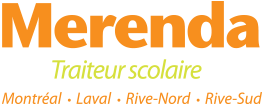 Merenda
Traiteur scolaire
Montréal • Laval • Rive-Nord • Rive-Sud